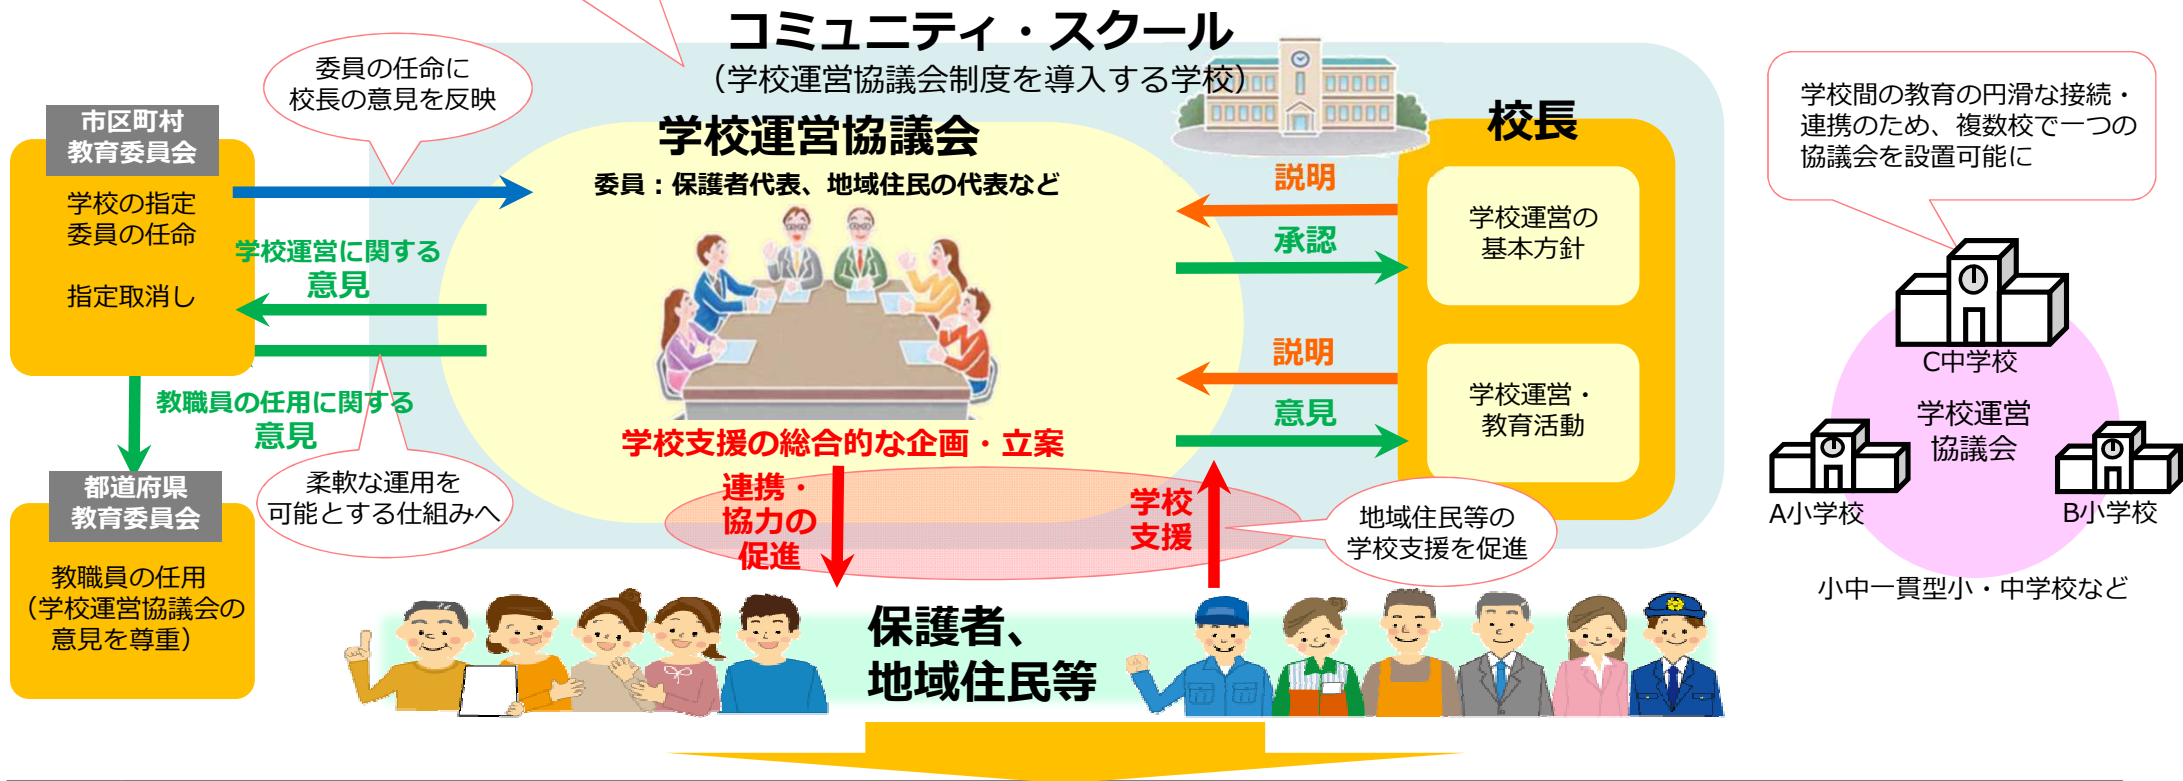 コミュニティ・スクール
（学校運営協議会制度を導入する学校）
委員の任命に
校長の意見を反映
市区町村
教育委員会
学校の指定
委員の任命
指定取消し
学校運営に関する
意見
教職員の任用に関する
意見
柔軟な運用を
可能とする仕組みへ
都道府県
教育委員会
教職員の任用
（学校運営協議会の
意見を尊重）
学校運営協議会
委員：保護者代表、地域住民の代表など
学校支援の総合的な企画・立案
連携・
協力の
促進
学校
支援
地域住民等の
学校支援を促進
説明
承認
説明
意見
校長
学校運営の
基本方針
学校運営・
教育活動
保護者、
地域住民等
学校間の教育の円滑な接続・
連携のため、複数校で一つの
協議会を設置可能に
C中学校
学校運営
協議会
A小学校
B小学校
小中一貫型小・中学校など